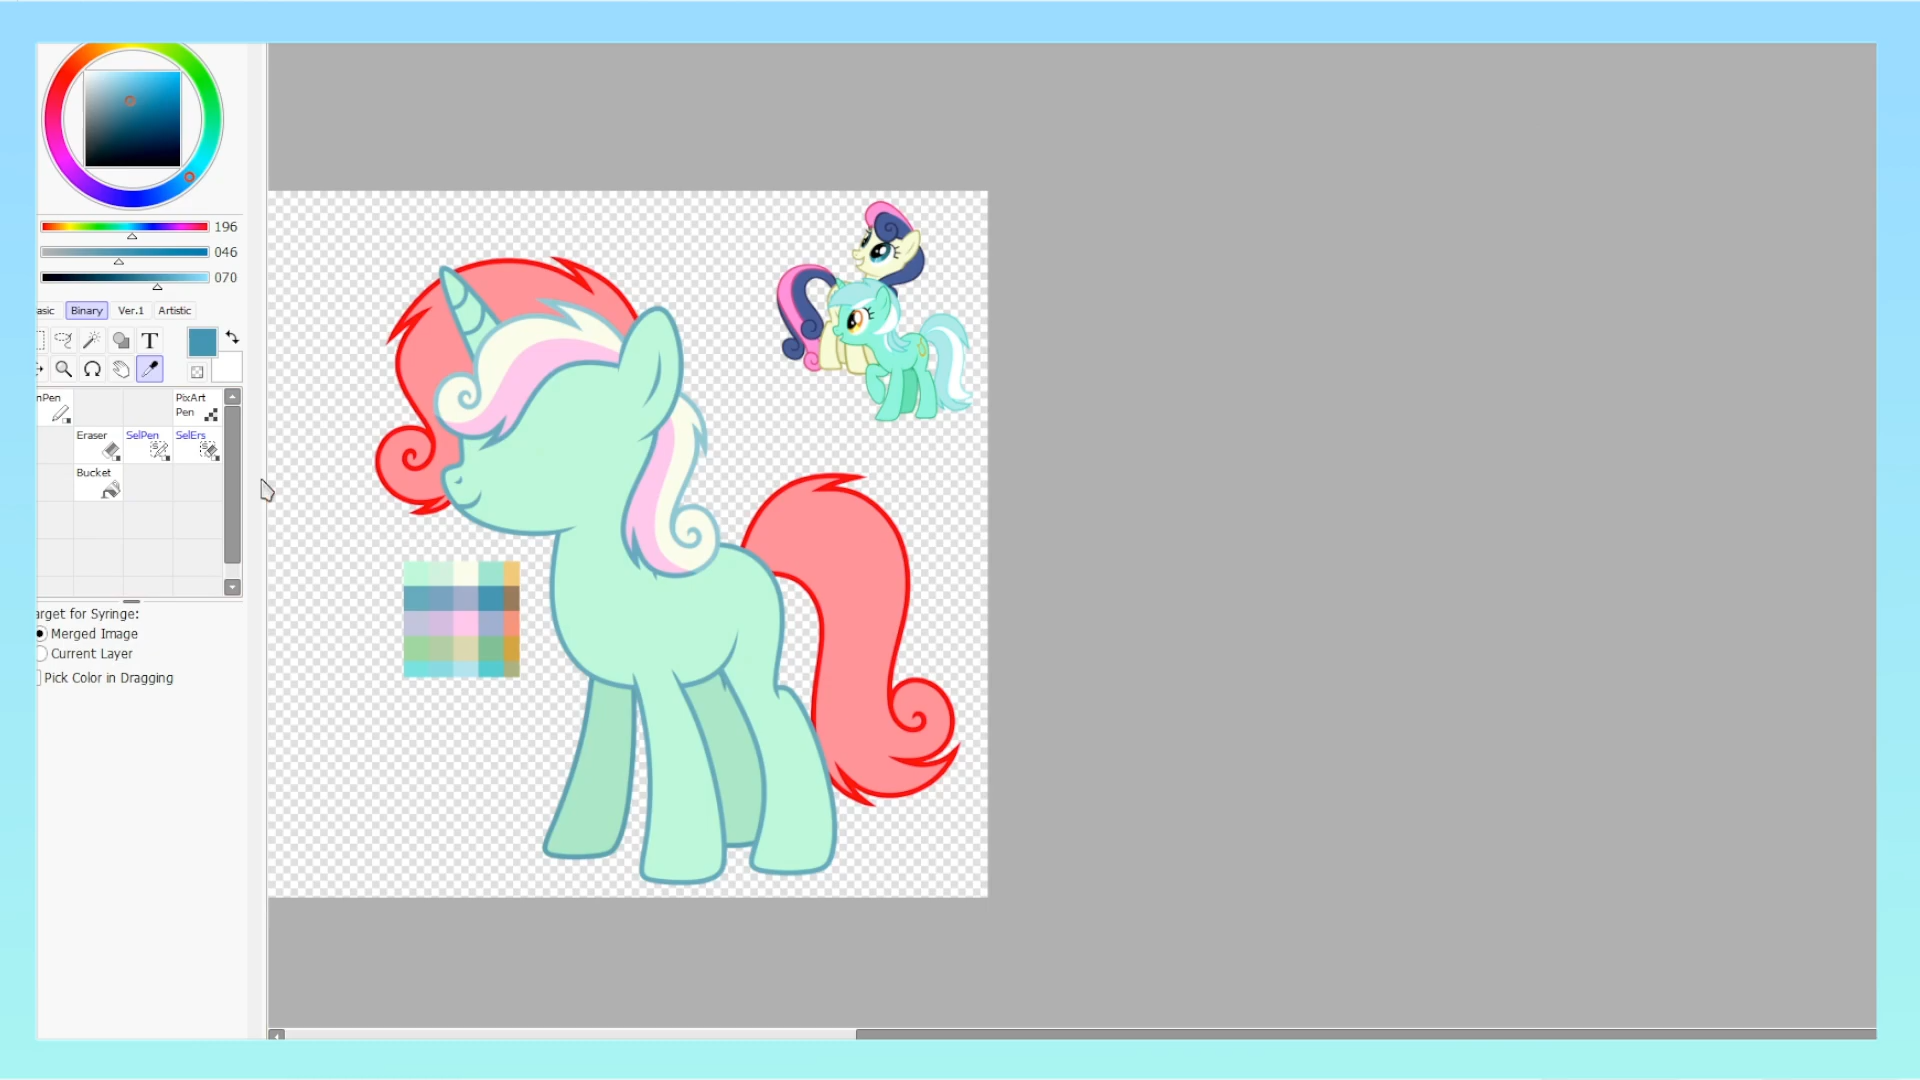 196
046
070
asic Binary Ver.1 Artistic
T
nPen PixArt
Pen
Eraser SelPen SelErs
Bucket
arget for Syringe:
Merged Image
Current Layer
Pick Color in Dragging